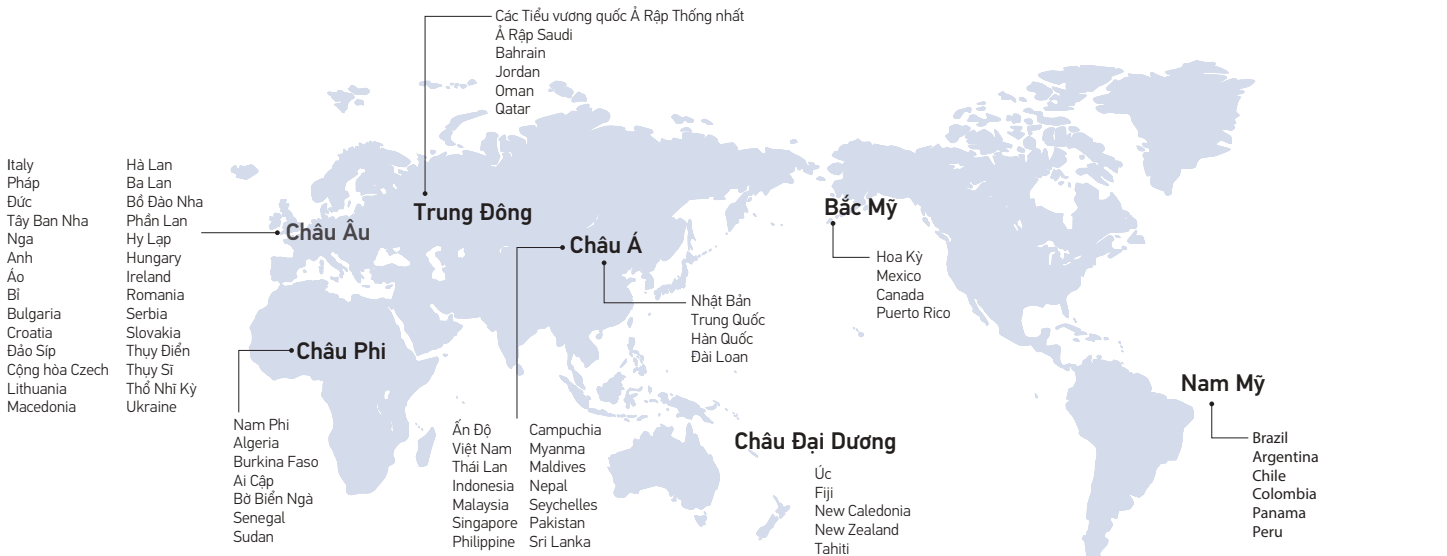 Các Tiểu vương quốc Ả Rập Thống nhất
Ả Rập Saudi
Bahrain
Jordan
Oman
Qatar
Trung Đông
Italy
Pháp
Đức
Tây Ban Nha
Nga
Anh
Áo
Bỉ
Bulgaria
Croatia
Đảo Síp
Cộng hòa Czech
Lithuania
Macedonia
Hà Lan
Ba Lan
Bồ Đào Nha
Phần Lan
Hy Lạp
Hungary
Ireland
Romania
Serbia
Slovakia
Thụy Điển
Thụy Sĩ
Thổ Nhĩ Kỳ
Ukraine
Châu Âu
Châu Á
Nhật Bản
Trung Quốc
Hàn Quốc
Đài Loan
Ấn Độ
Việt Nam
Thái Lan
Indonesia
Malaysia
Singapore
Philippine
Campuchia
Myanma
Maldives
Nepal
Seychelles
Pakistan
Sri Lanka
Bắc Mỹ
Hoa Kỳ
Mexico
Canada
Puerto Rico
Châu Phi
Nam Phi
Algeria
Burkina Faso
Ai Cập
Bờ Biển Ngà
Senegal
Sudan
Châu Đại Dương
Úc
Fiji
New Caledonia
New Zealand
Tahiti
Nam Mỹ
Brazil
Argentina
Chile
Colombia
Panama
Peru